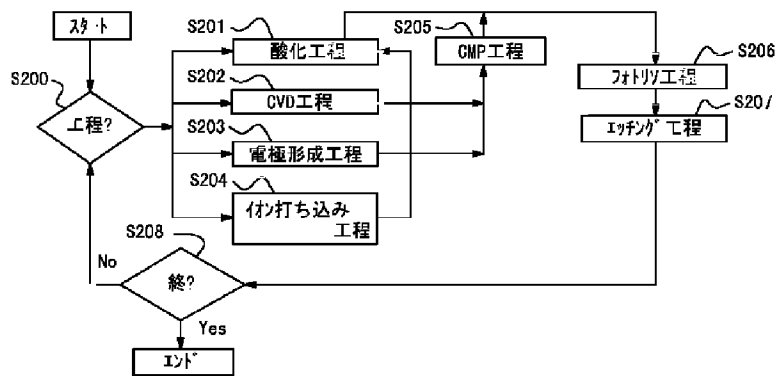 スタート
S200
工程?
S201
酸化工程
S202
CVD工程
S203
電極形成工程
S204
イオン打ち込み
工程
S205
CMP工程
S206
フォトリソ工程
S207
エッチング工程
S208
終?
No
Yes
エンド